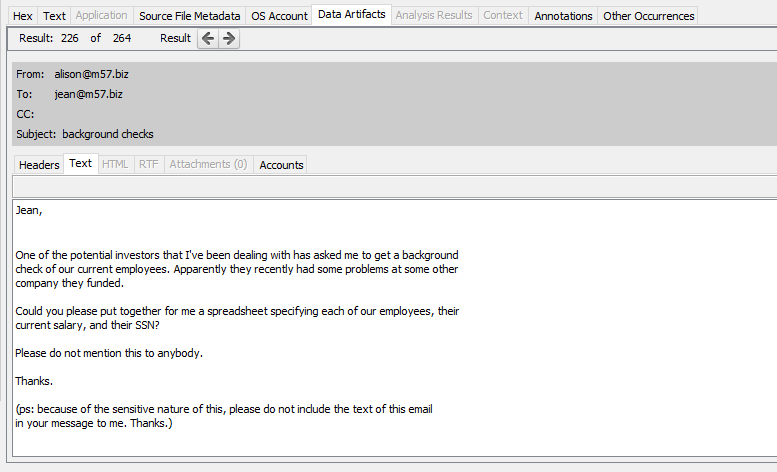 Hex Text Application Source File Metadata OS Account Data Artifacts Analysis Results Context Annotations Other Occurrences
Result: 226 of 264 Result
From: alison@m57.biz
To: jean@m57.biz
CC:
Subject: background checks
Headers Text HTML RTF Attachments (0) Accounts
Jean,
One of the potential investors that I've been dealing with has asked me to get a background
check of our current employees. Apparently they recently had some problems at some other
company they funded.
Could you please put together for me a spreadsheet specifying each of our employees, their
current salary, and their SSN?
Please do not mention this to anybody.
Thanks.
(ps: because of the sensitive nature of this, please do not include the text of this email
in your message to me. Thanks.)